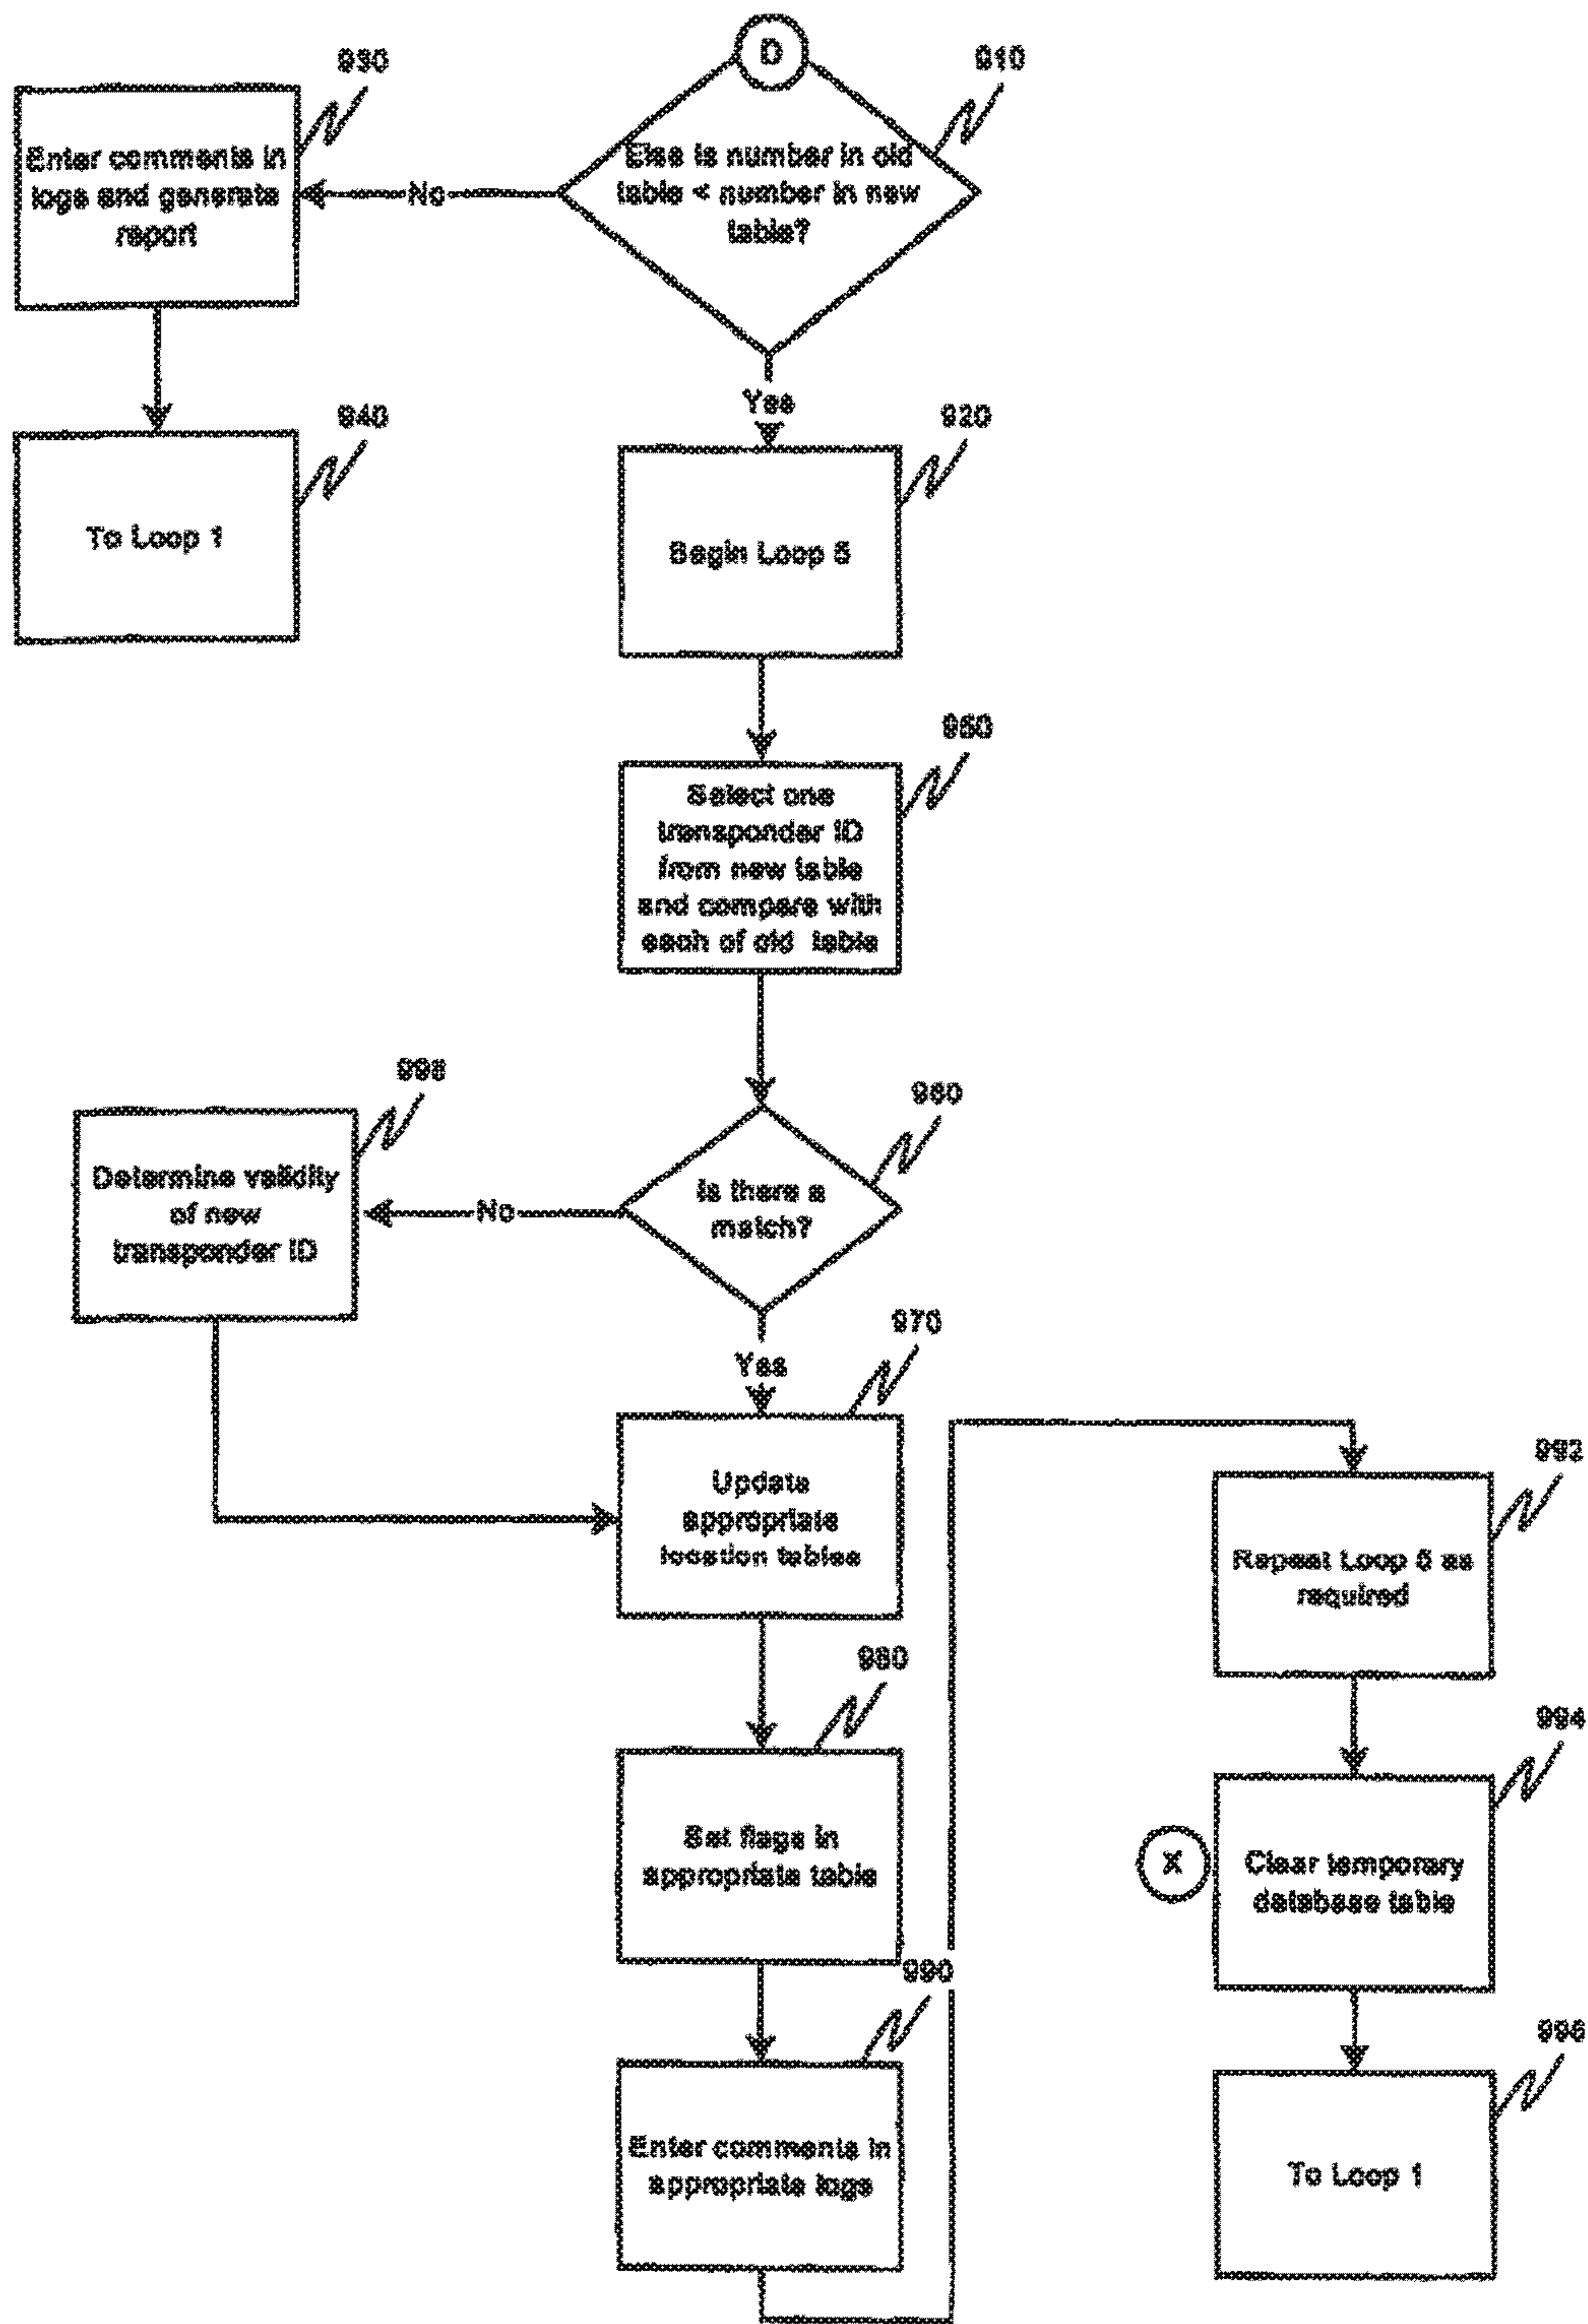 D
910
Else is number in old
table < number in new
table?
No
930
Enter comments in
logs and generate
report
940
To Loop 1
Yes
920
Begin Loop 5
950
Select one
transponder ID
from new table
and compare with
each of old table
960
Is there a
match?
No
998
Determine validity
of new
transponder ID
Yes
970
Update
appropriate
location tables
980
Set flags in
appropriate table
990
Enter comments in
appropriate logs
992
Repeat Loop 5 as
required
994
X
Clear temporary
database table
996
To Loop 1